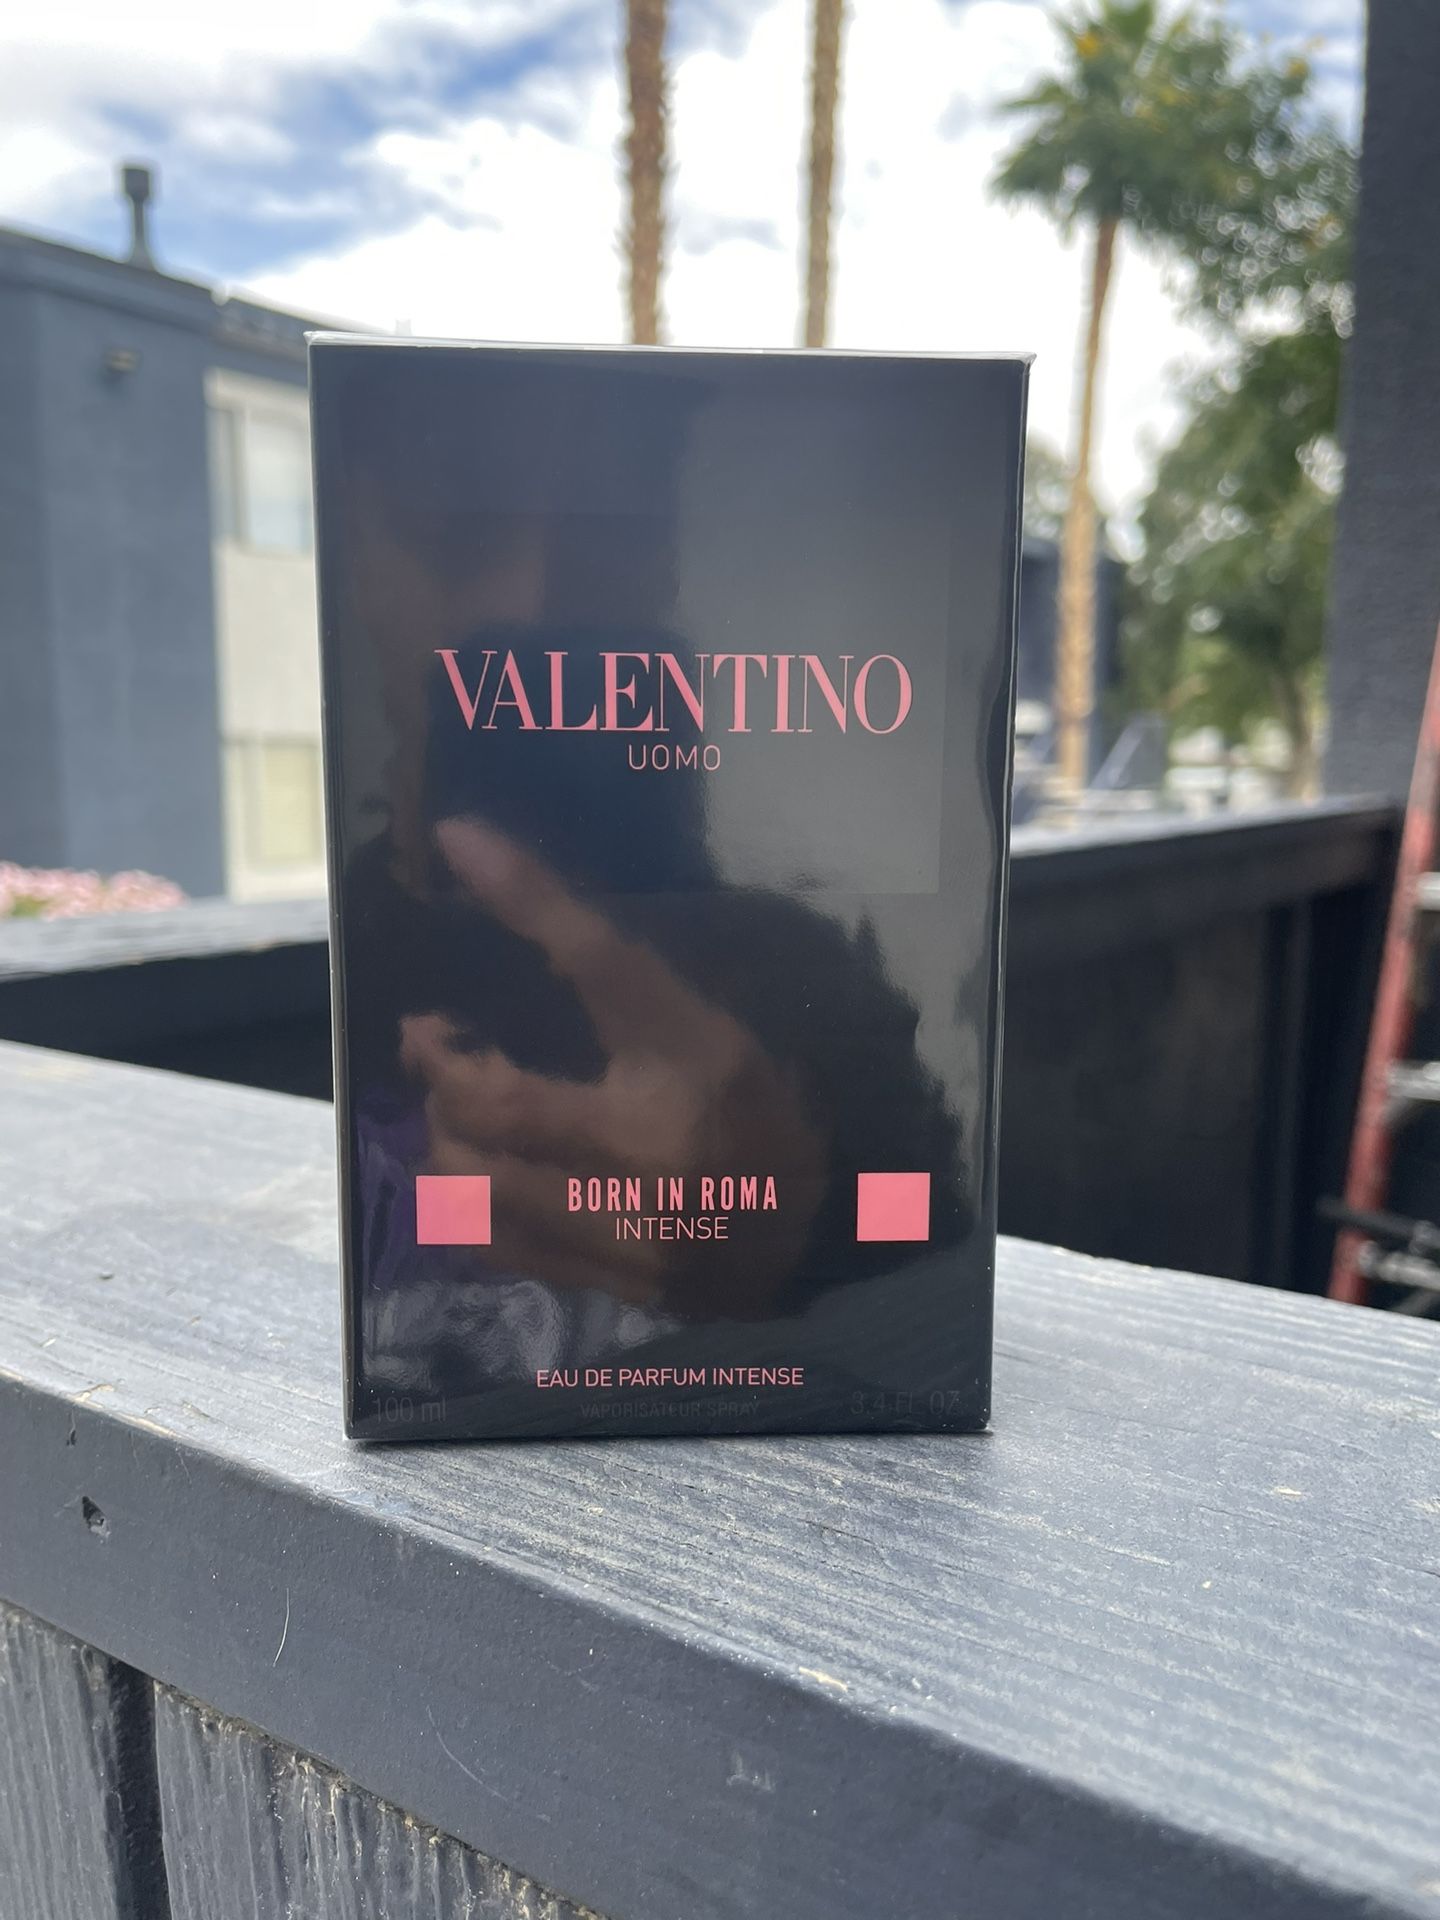 VALENTINO
UOMO
BORN IN ROMA
INTENSE
EAU DE PARFUM INTENSE
100 ml VAPORISATEUR SPRAY 3.4 FL OZ